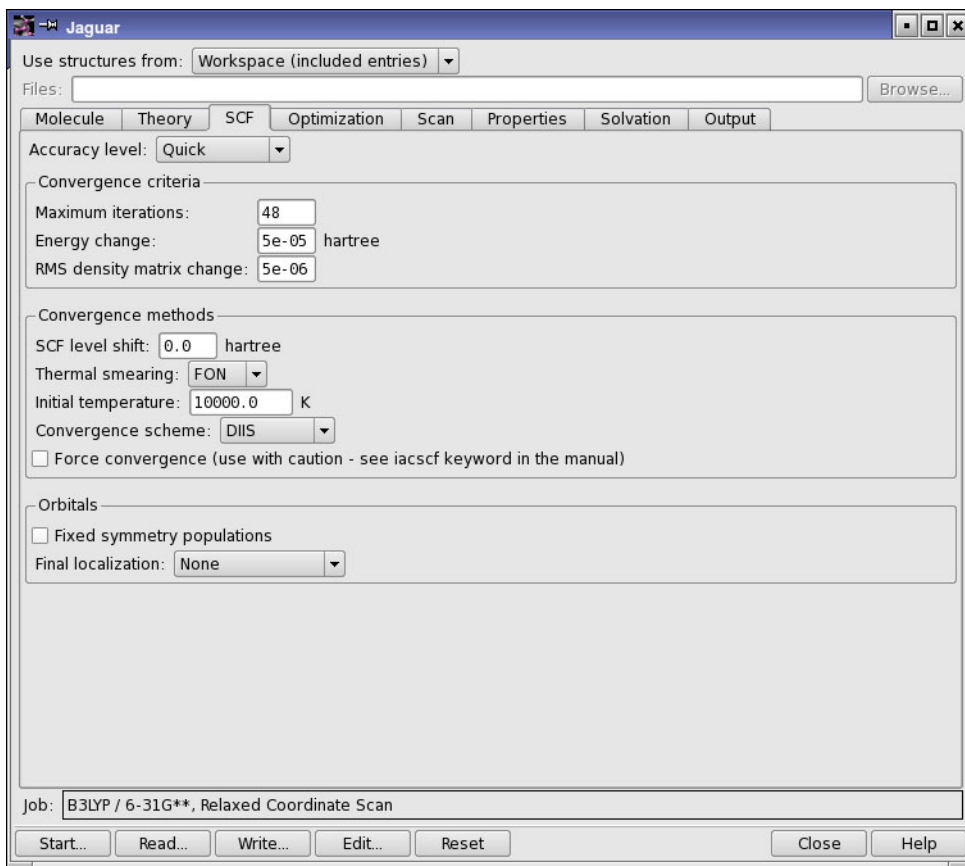 Jaguar
Use structures from: Workspace (included entries)
Files: Browse...
Molecule Theory SCF Optimization Scan Properties Solvation Output
Accuracy level: Quick
Convergence criteria
Maximum iterations: 48
Energy change: 5e-05 hartree
RMS density matrix change: 5e-06
Convergence methods
SCF level shift: 0.0 hartree
Thermal smearing: FON
Initial temperature: 10000.0 K
Convergence scheme: DIIS
Force convergence (use with caution - see iacscf keyword in the manual)
Orbitals
Fixed symmetry populations
Final localization: None
Job: B3LYP / 6-31G**, Relaxed Coordinate Scan
Start... Read... Write... Edit... Reset Close Help